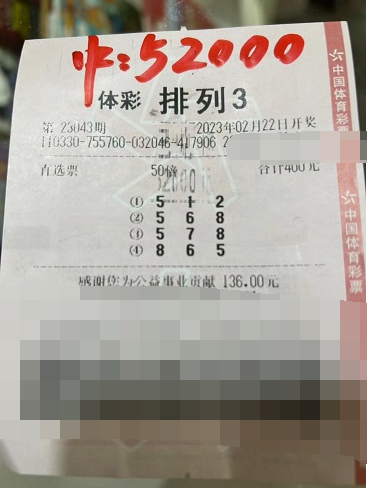 中:52000
体彩 排列3
第 23043期 2023年02月22日开奖
110330-755760-032046-417906
直选票 50倍 合计400元
① 5 1 2
② 5 6 8
③ 5 7 8
④ 8 6 5
感谢您为公益事业贡献 136.00元
中国体育彩票
中国体育彩票